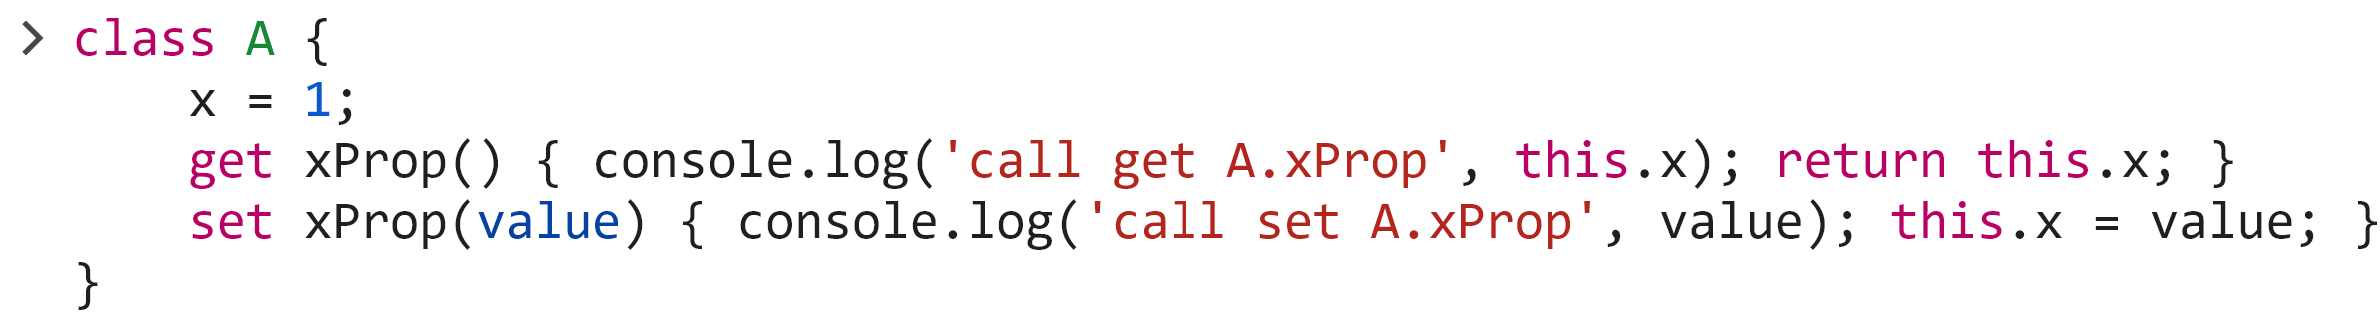 > class A {
    x = 1;
    get xProp() { console.log('call get A.xProp', this.x); return this.x; }
    set xProp(value) { console.log('call set A.xProp', value); this.x = value; }
}